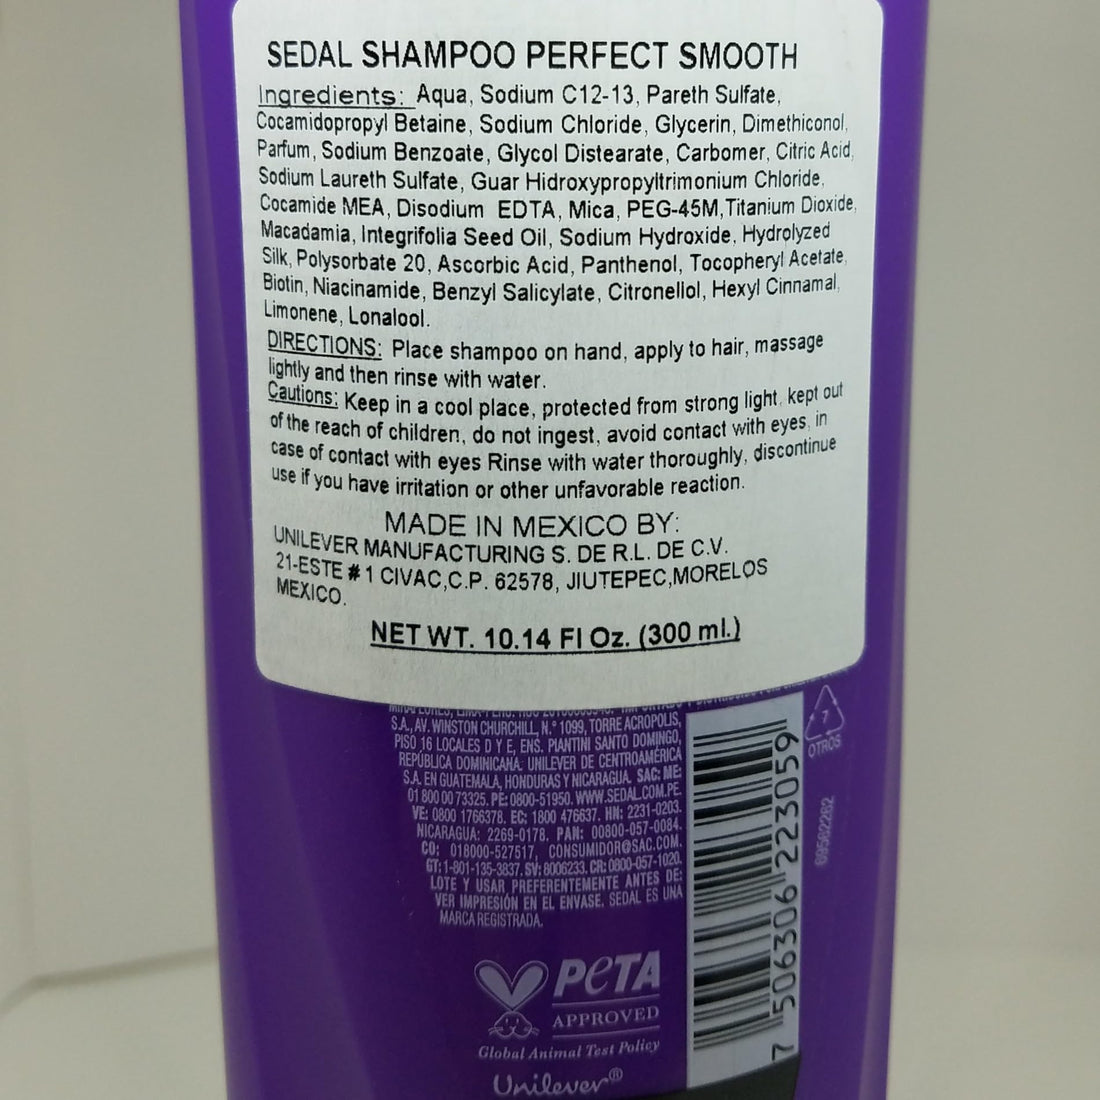 SEDAL SHAMPOO PERFECT SMOOTH
Ingredients: Aqua, Sodium C12-13, Pareth Sulfate,
Cocamidopropyl Betaine, Sodium Chloride, Glycerin, Dimethiconol,
Parfum, Sodium Benzoate, Glycol Distearate, Carbomer, Citric Acid,
Sodium Laureth Sulfate, Guar Hidroxypropyltrimonium Chloride,
Cocamide MEA, Disodium EDTA, Mica, PEG-45M, Titanium Dioxide,
Macadamia, Integrifolia Seed Oil, Sodium Hydroxide, Hydrolyzed
Silk, Polysorbate 20, Ascorbic Acid, Panthenol, Tocopheryl Acetate,
Biotin, Niacinamide, Benzyl Salicylate, Citronellol, Hexyl Cinnamal,
Limonene, Lonalool.
DIRECTIONS: Place shampoo on hand, apply to hair, massage
lightly and then rinse with water.
Cautions: Keep in a cool place, protected from strong light, kept out
of the reach of children, do not ingest, avoid contact with eyes, in
case of contact with eyes Rinse with water thoroughly, discontinue
use if you have irritation or other unfavorable reaction.
MADE IN MEXICO BY:
UNILEVER MANUFACTURING S. DE R.L. DE C.V.
21-ESTE # 1 CIVAC,C.P. 62578, JIUTEPEC,MORELOS
MEXICO.
NET WT. 10.14 Fl Oz. (300 ml.)
S.A., AV. WINSTON CHURCHILL, N.° 1099, TORRE ACROPOLIS,
PISO 16 LOCALES D Y E, ENS. PIANTINI SANTO DOMINGO,
REPÚBLICA DOMINICANA. UNILEVER DE CENTROAMÉRICA
S.A. EN GUATEMALA, HONDURAS Y NICARAGUA. SAC: ME:
01 800 00 73325. PE: 0800-51950. WWW.SEDAL.COM.PE.
VE: 0800 1766378. EC: 1800 476637. HN: 2231-0203.
NICARAGUA: 2269-0178. PAN: 00800-057-0084.
CO: 018000-527517, CONSUMIDOR@SAC.COM.
GT: 1-801-135-3837. SV: 8006233. CR: 0800-057-1020.
LOTE Y USAR PREFERENTEMENTE ANTES DE:
VER IMPRESIÓN EN EL ENVASE. SEDAL ES UNA
MARCA REGISTRADA.
7
OTROS
69562262
7 506306 223059
PETA
APPROVED
Global Animal Test Policy
Unilever®